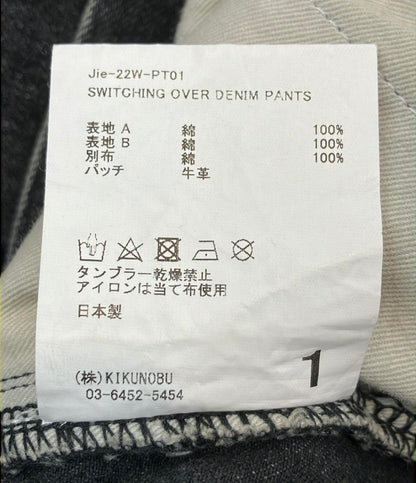 Jie-22W-PT01
SWITCHING OVER DENIM PANTS
表地 A 綿 100%
表地 B 綿 100%
別布 綿 100%
パッチ 牛革
タンブラー乾燥禁止
アイロンは当て布使用
日本製
1
(株)KIKUNOBU
03-6452-5454